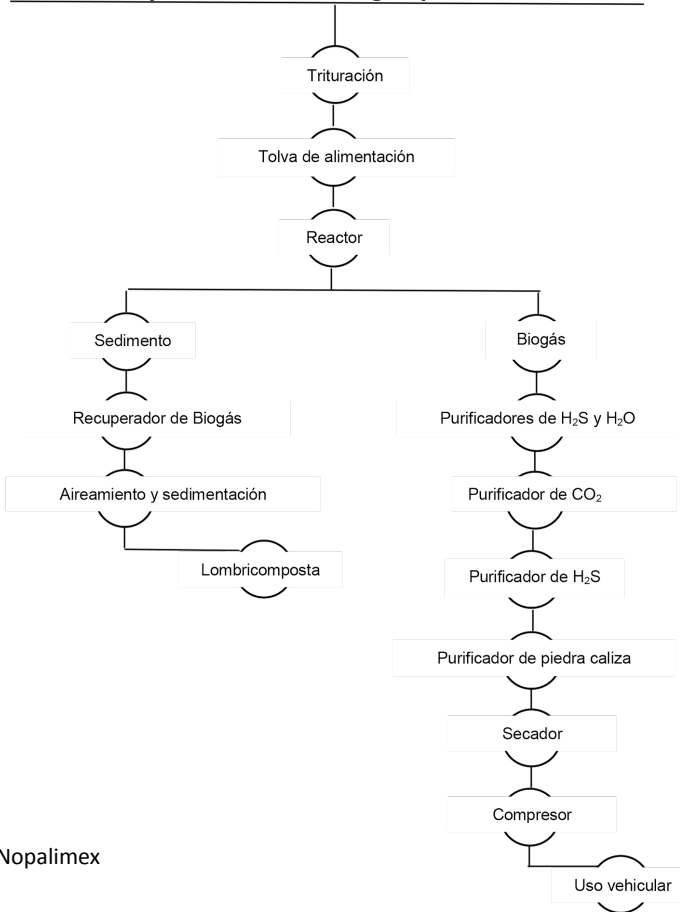 Trituración
Tolva de alimentación
Reactor
Sedimento
Recuperador de Biogás
Aireamiento y sedimentación
Lombricomposta
Biogás
Purificadores de H₂S y H₂O
Purificador de CO₂
Purificador de H₂S
Purificador de piedra caliza
Secador
Compresor
Uso vehicular
Nopalimex